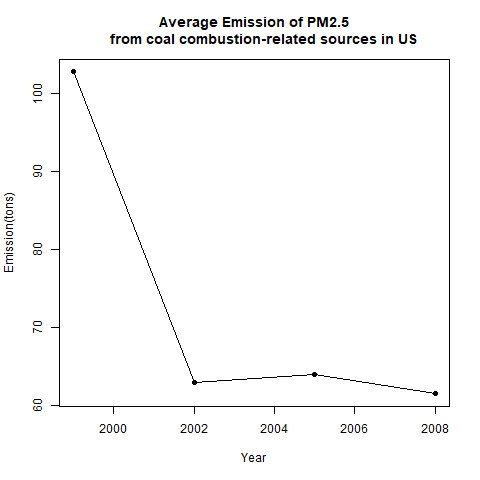 Average Emission of PM2.5
from coal combustion-related sources in US
Emission(tons)
100
90
80
70
60
2000
2002
2004
2006
2008
Year